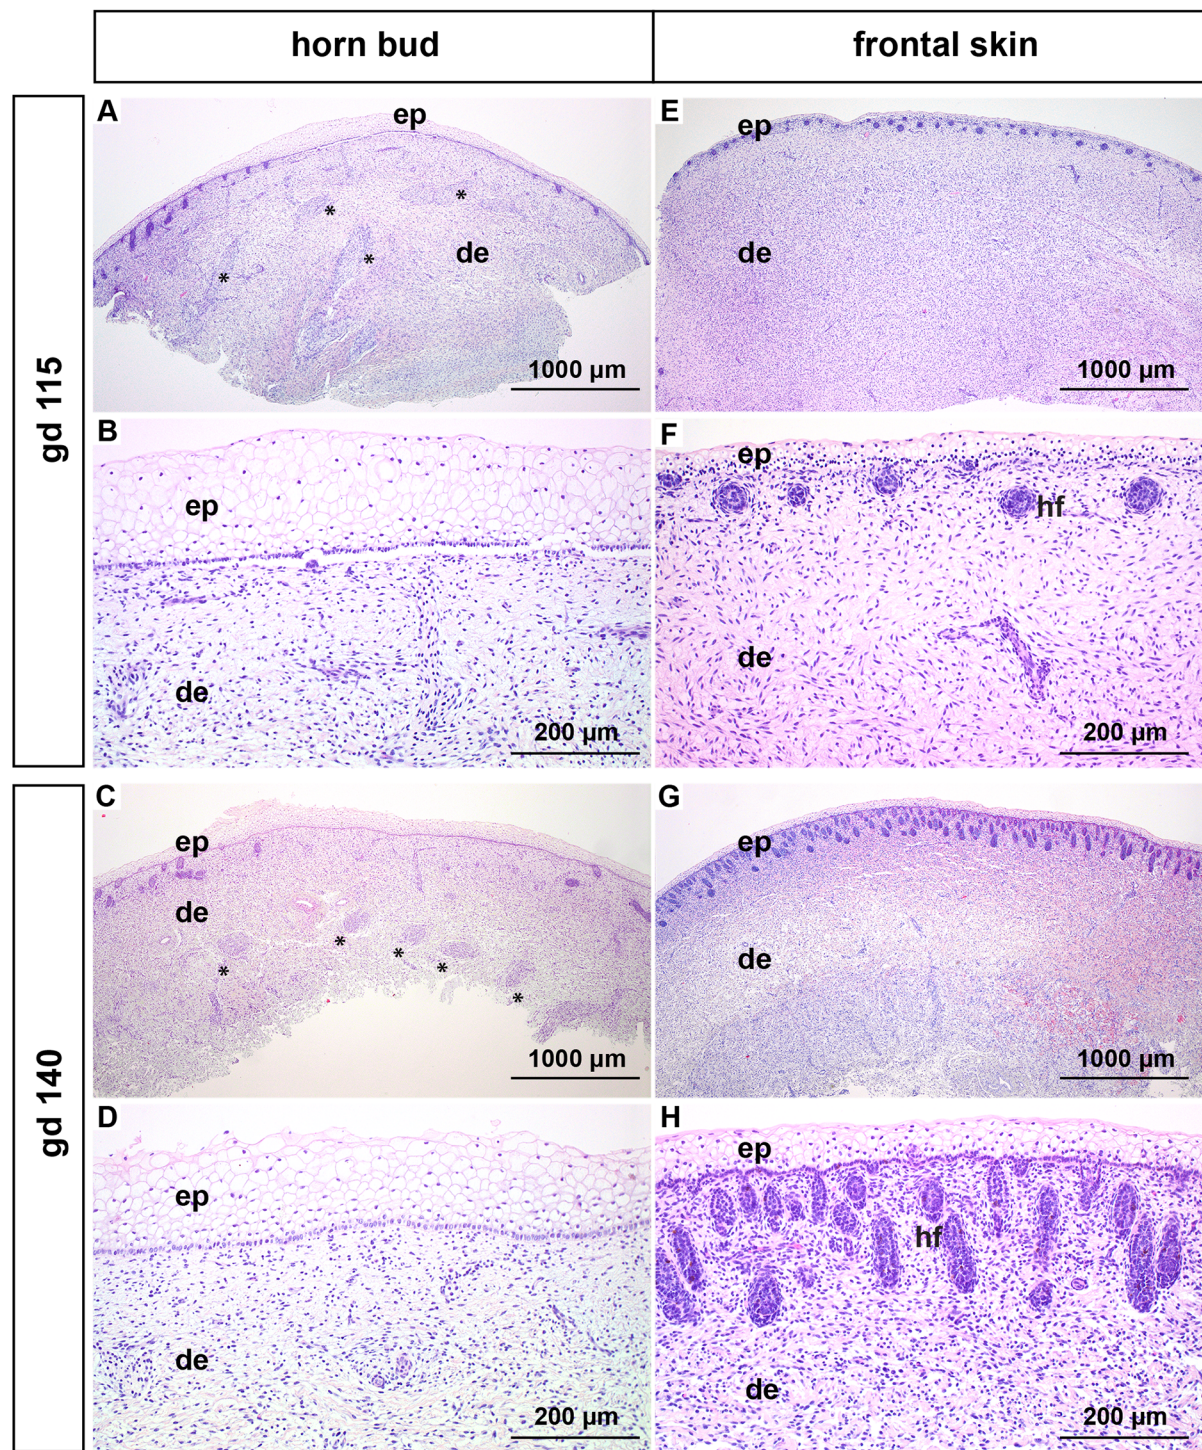 horn bud
frontal skin
gd 115
A
ep
*
*
*
*
de
1000 µm
E
ep
de
1000 µm
B
ep
de
200 µm
F
ep
hf
de
200 µm
gd 140
C
ep
de
*
*
*
*
*
1000 µm
G
ep
de
1000 µm
D
ep
de
200 µm
H
ep
hf
de
200 µm